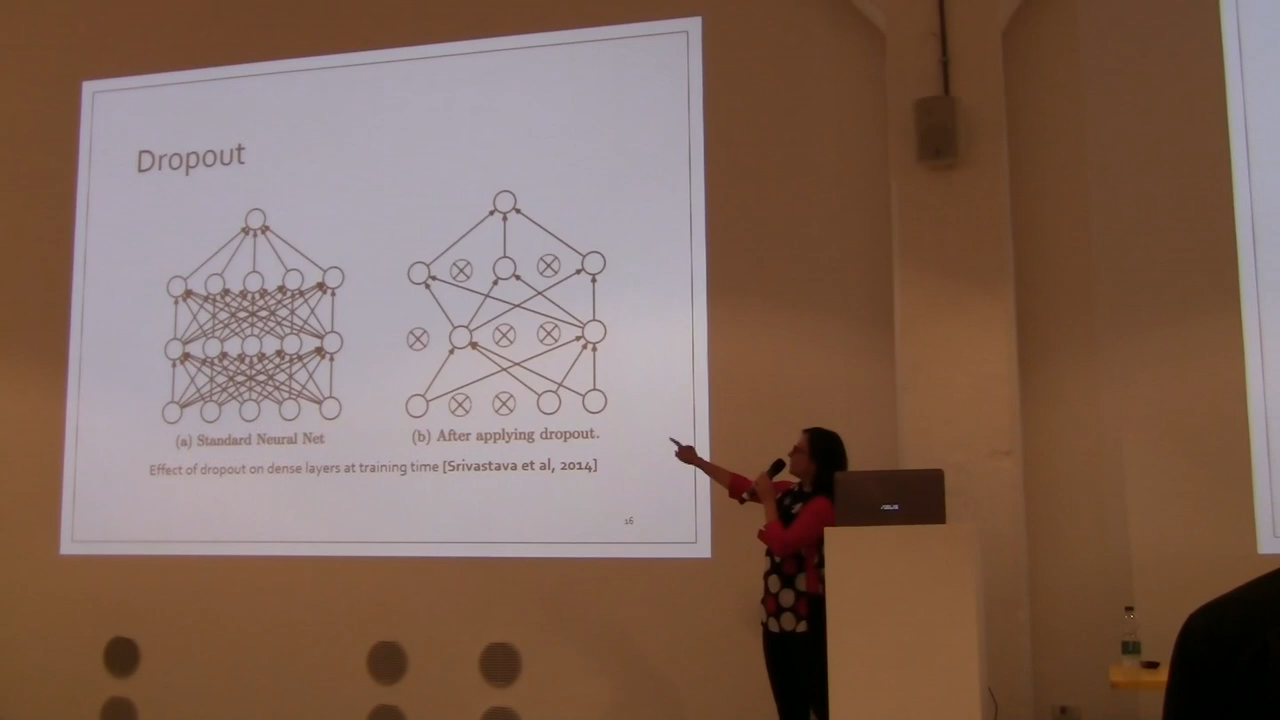 Dropout
(a) Standard Neural Net
(b) After applying dropout.
Effect of dropout on dense layers at training time [Srivastava et al, 2014]
16
ASUS